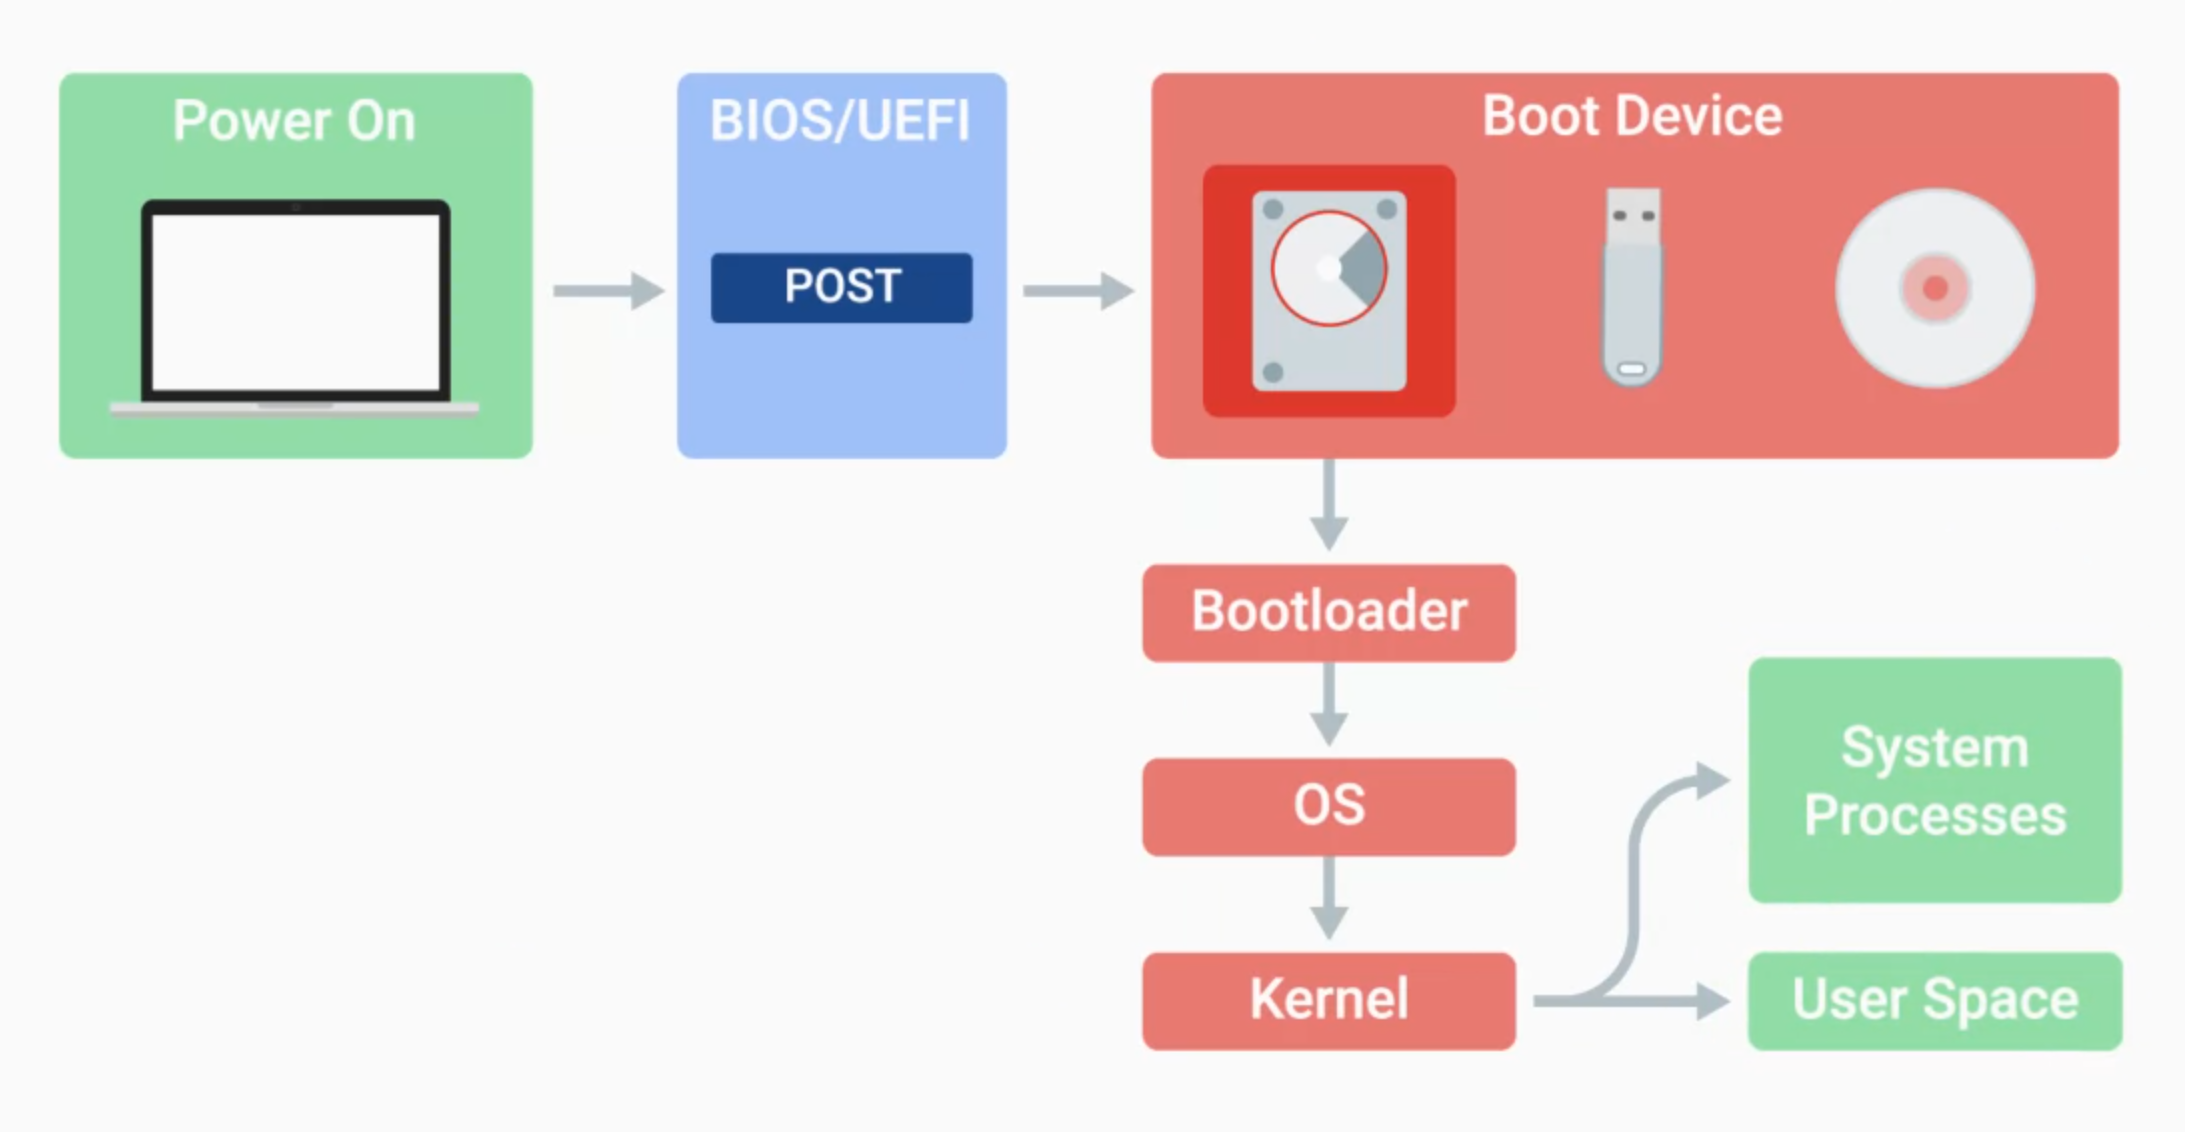 Power On
BIOS/UEFI
POST
Boot Device
Bootloader
OS
Kernel
System
Processes
User Space